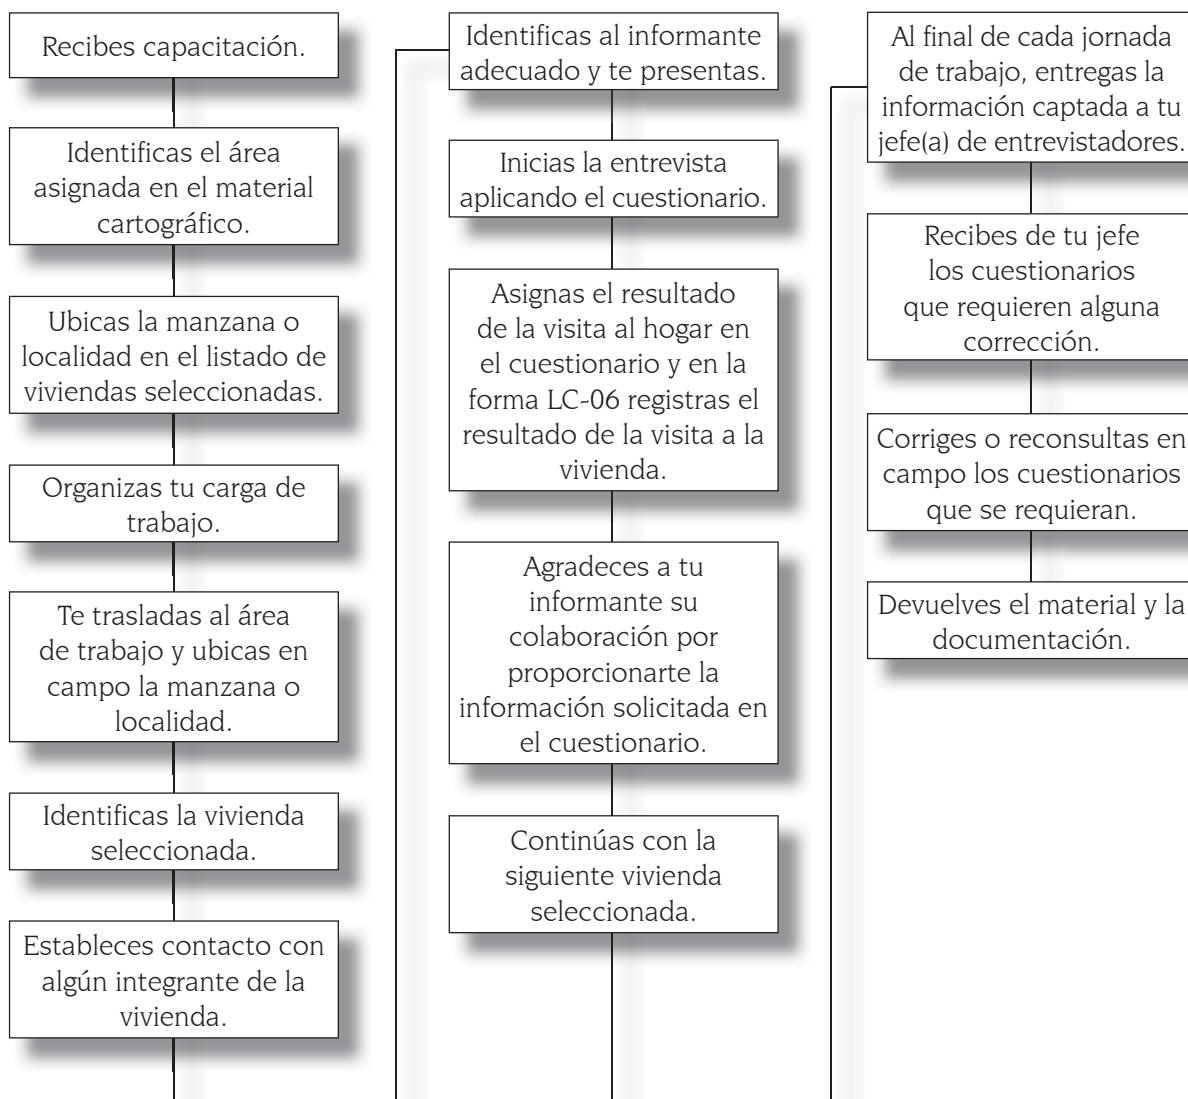 Recibes capacitación.
Identificas el área
asignada en el material
cartográfico.
Ubicas la manzana o
localidad en el listado de
viviendas seleccionadas.
Organizas tu carga de
trabajo.
Te trasladas al área
de trabajo y ubicas en
campo la manzana o
localidad.
Identificas la vivienda
seleccionada.
Estableces contacto con
algún integrante de la
vivienda.
Identificas al informante
adecuado y te presentas.
Inicias la entrevista
aplicando el cuestionario.
Asignas el resultado
de la visita al hogar en
el cuestionario y en la
forma LC-06 registras el
resultado de la visita a la
vivienda.
Agradeces a tu
informante su
colaboración por
proporcionarte la
información solicitada en
el cuestionario.
Continúas con la
siguiente vivienda
seleccionada.
Al final de cada jornada
de trabajo, entregas la
información captada a tu
jefe(a) de entrevistadores.
Recibes de tu jefe
los cuestionarios
que requieren alguna
corrección.
Corriges o reconsultas en
campo los cuestionarios
que se requieran.
Devuelves el material y la
documentación.